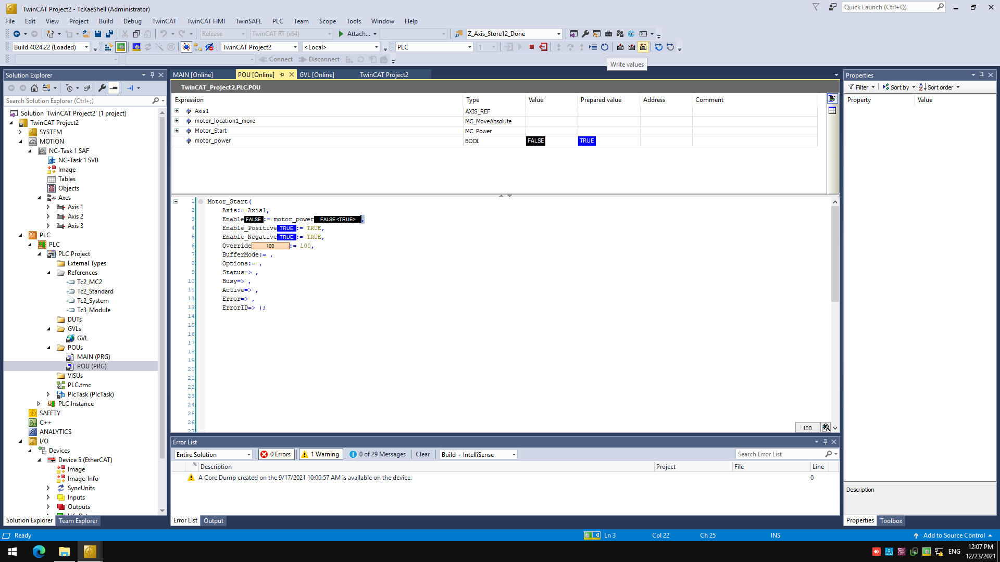 TwinCAT Project2 - TcXaeShell (Administrator)
Quick Launch (Ctrl+Q)
File Edit View Project Build Debug TwinCAT TwinCAT HMI TwinSAFE PLC Team Scope Tools Window Help
Release TwinCAT RT (x64) Attach... Z_Axis_Store12_Done
Build 4024.22 (Loaded) TwinCAT Project2 <Local> PLC 1
Connect Disconnect
Write values
Solution Explorer
Search Solution Explorer (Ctrl+;)
Solution 'TwinCAT Project2' (1 project)
TwinCAT Project2
SYSTEM
MOTION
NC-Task 1 SAF
NC-Task 1 SVB
Image
Tables
Objects
Axes
Axis 1
Axis 2
Axis 3
PLC
PLC
PLC Project
External Types
References
Tc2_MC2
Tc2_Standard
Tc2_System
Tc3_Module
DUTs
GVLs
GVL
POUs
MAIN (PRG)
POU (PRG)
VISUs
PLC.tmc
PlcTask (PlcTask)
PLC Instance
SAFETY
C++
ANALYTICS
I/O
Devices
Device 5 (EtherCAT)
Image
Image-Info
SyncUnits
Inputs
Outputs
Solution Explorer Team Explorer
MAIN [Online] POU [Online] GVL [Online] TwinCAT Project2
TwinCAT_Project2.PLC.POU
Expression Type Value Prepared value Address Comment
Axis1 AXIS_REF
motor_location1_move MC_MoveAbsolute
Motor_Start MC_Power
motor_power BOOL FALSE TRUE
1 Motor_Start(
2 Axis:= Axis1,
3 Enable FALSE := motor_power FALSE <TRUE> ,
4 Enable_Positive TRUE := TRUE,
5 Enable_Negative TRUE := TRUE,
6 Override 100 := 100,
7 BufferMode:= ,
8 Options:= ,
9 Status=> ,
10 Busy=> ,
11 Active=> ,
12 Error=> ,
13 ErrorID=> );
14
15
16
17
18
19
20
21
22
23
24
25
26
27
100
Error List
Entire Solution 0 Errors 1 Warning 0 of 29 Messages Clear Build + IntelliSense Search Error List
Description Project File Line
A Core Dump created on the 9/17/2021 10:00:57 AM is available on the device. 0
Error List Output
Properties
Filter Sort by Sort order
Property Value
Description
Properties Toolbox
Ready 0 Ln 3 Col 22 Ch 25 INS Add to Source Control
ENG 12:07 PM
12/23/2021